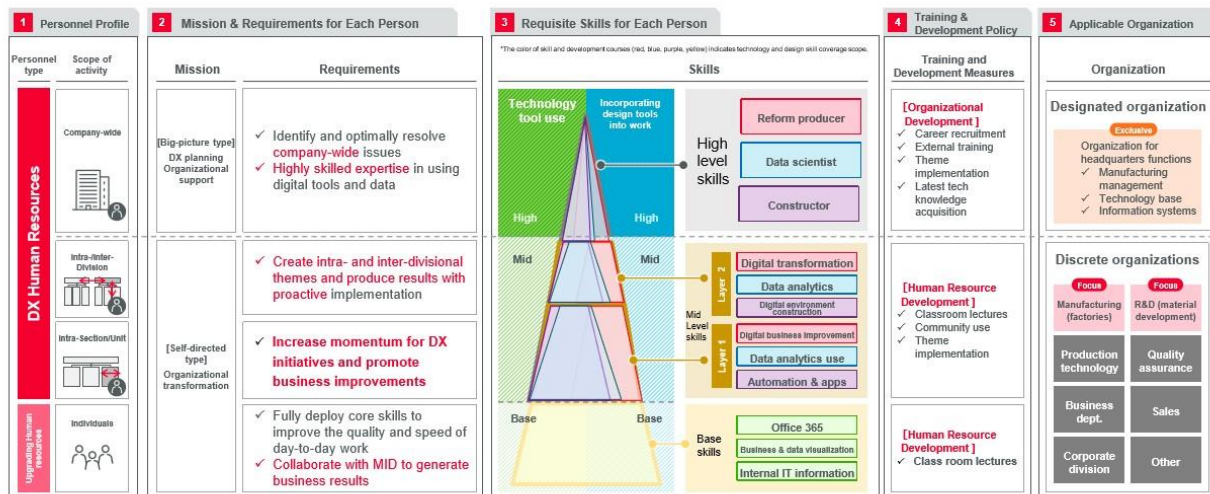 1 Personnel Profile
Personnel type
Scope of activity
DX Human Resources
Company-wide
Intra-/Inter-
Division
Intra-Section/Unit
Upgrading Human resources
Individuals
2 Mission & Requirements for Each Person
Mission
Requirements
[Big-picture type]
DX planning
Organizational
support
✓ Identify and optimally resolve
company-wide issues
✓ Highly skilled expertise in using
digital tools and data
[Self-directed
type]
Organizational
transformation
✓ Create intra- and inter-divisional
themes and produce results with
proactive implementation
✓ Increase momentum for DX
initiatives and promote
business improvements
✓ Fully deploy core skills to
improve the quality and speed of
day-to-day work
✓ Collaborate with MID to generate
business results
3 Requisite Skills for Each Person
*The color of skill and development courses (red, blue, purple, yellow) indicates technology and design skill coverage scope.
Skills
Technology
tool use
Incorporating
design tools
into work
High
High
Mid
Mid
Base
Base
High
level
skills
Reform producer
Data scientist
Constructor
Mid
Level
skills
Layer 2
Digital transformation
Data analytics
Digital environment
construction
Layer 1
Digital business improvement
Data analytics use
Automation & apps
Base
skills
Office 365
Business & data visualization
Internal IT information
4 Training &
Development Policy
Training and
Development Measures
[Organizational
Development ]
✓ Career recruitment
✓ External training
✓ Theme
implementation
✓ Latest tech
knowledge
acquisition
[Human Resource
Development ]
✓ Classroom lectures
✓ Community use
✓ Theme
implementation
[Human Resource
Development ]
✓ Class room lectures
5 Applicable Organization
Organization
Designated organization
Exclusive
Organization for
headquarters functions
✓ Manufacturing
management
✓ Technology base
✓ Information systems
Discrete organizations
Focus
Manufacturing
(factories)
Focus
R&D (material
development)
Production
technology
Quality
assurance
Business
dept.
Sales
Corporate
division
Other